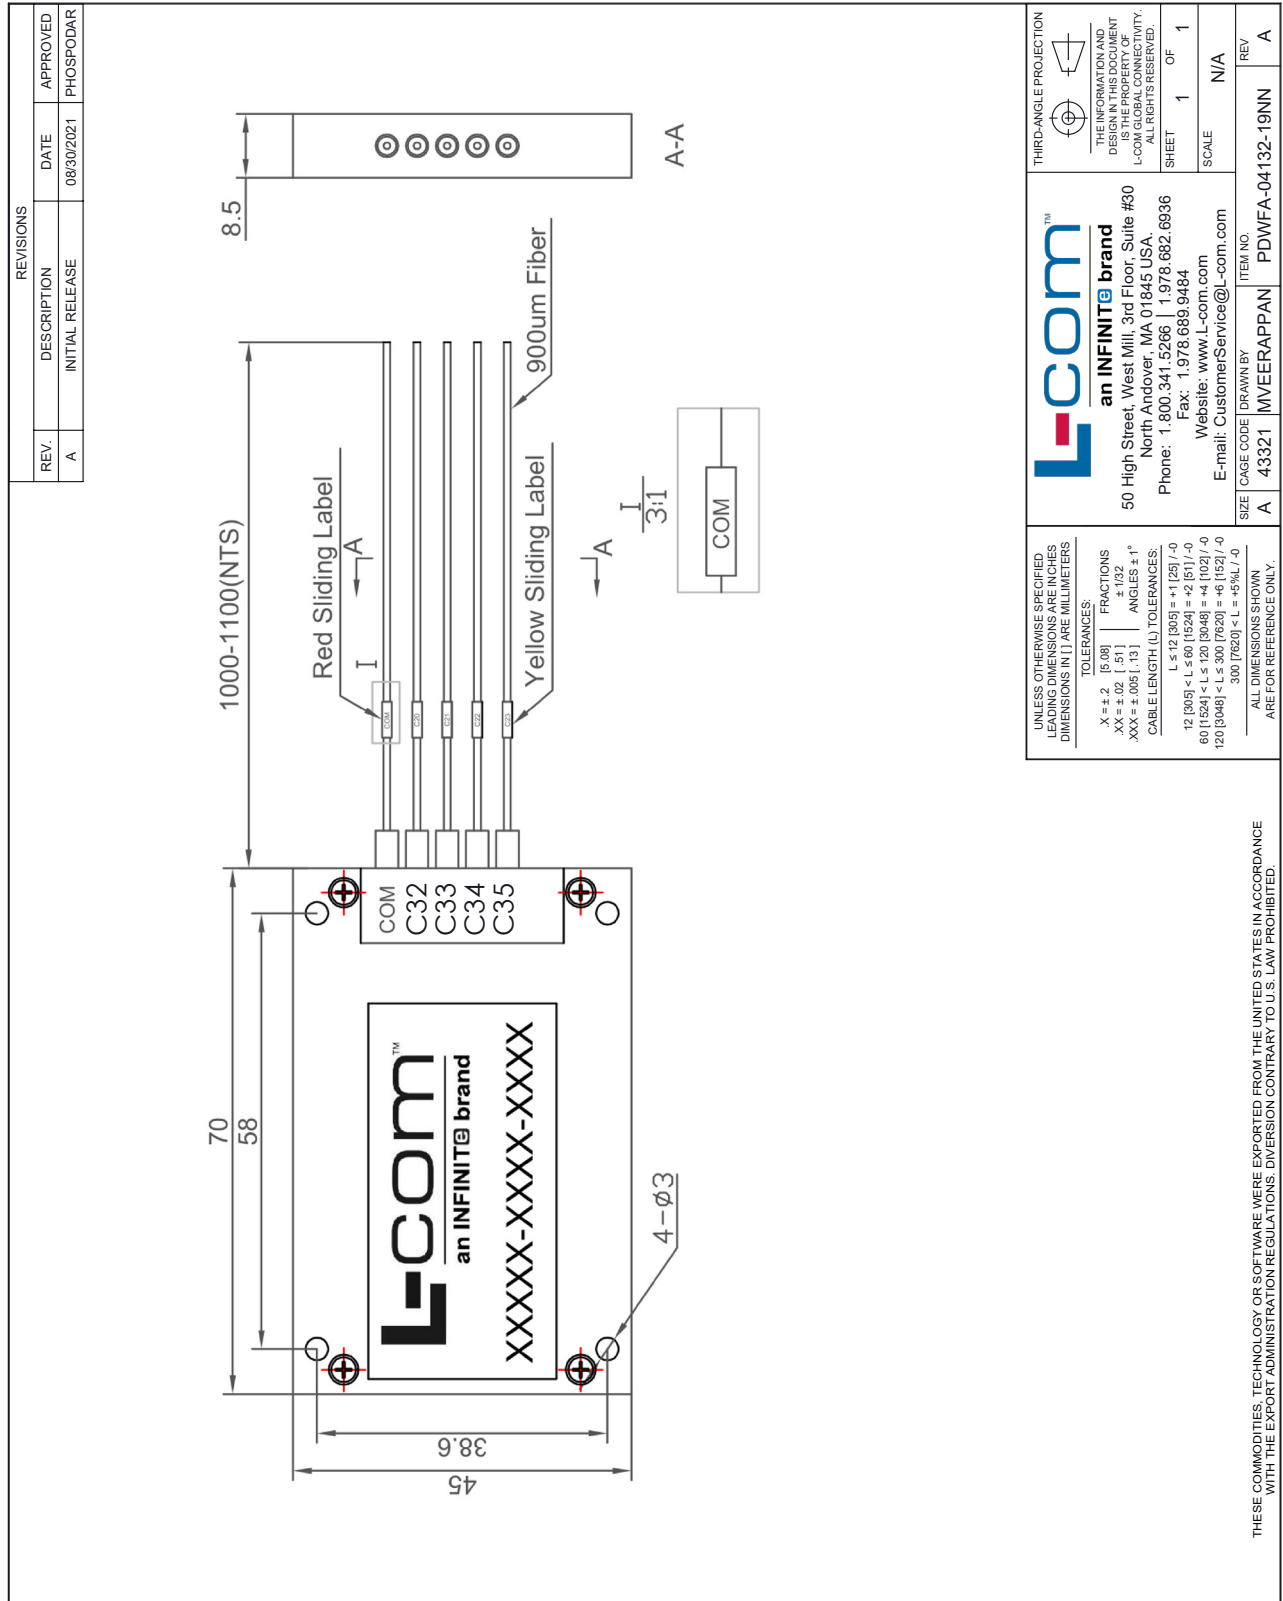 REVISIONS
REV.
DESCRIPTION
DATE
APPROVED
A
INITIAL RELEASE
08/30/2021
PHOSPODAR
70
58
1000-1100(NTS)
8.5
Red Sliding Label
I
A
COM
C20
C21
C22
C23
COM
C32
C33
C34
C35
L-com™
an INFINIT® brand
XXXXX-XXXX-XXX-XXXX
38.6
45
4-Ø3
Yellow Sliding Label
900um Fiber
A
A-A
I
3:1
COM
UNLESS OTHERWISE SPECIFIED
LEADING DIMENSIONS ARE INCHES
DIMENSIONS IN [ ] ARE MILLIMETERS
TOLERANCES:
.X = ± .2 [5.08]
.XX = ± .02 [ .51 ]
.XXX = ± .005 [ .13 ]
FRACTIONS
± 1/32
ANGLES ± 1°
CABLE LENGTH (L) TOLERANCES:
L ≤ 12 [305] = +1 [25] / -0
12 [305] < L ≤ 60 [1524] = +2 [51] / -0
60 [1524] < L ≤ 120 [3048] = +4 [102] / -0
120 [3048] < L ≤ 300 [7620] = +6 [152] / -0
300 [7620] < L = +5%L / -0
ALL DIMENSIONS SHOWN
ARE FOR REFERENCE ONLY.
L-com™
an INFINIT® brand
50 High Street, West Mill, 3rd Floor, Suite #30
North Andover, MA 01845 USA.
Phone: 1.800.341.5266 | 1.978.682.6936
Fax: 1.978.689.9484
Website: www.L-com.com
E-mail: CustomerService@L-com.com
THIRD-ANGLE PROJECTION
THE INFORMATION AND
DESIGN IN THIS DOCUMENT
IS THE PROPERTY OF
L-COM GLOBAL CONNECTIVITY.
ALL RIGHTS RESERVED.
SHEET 1 OF 1
SCALE
N/A
SIZE
A
CAGE CODE
43321
DRAWN BY
MVEERAPPAN
ITEM NO.
PDWFA-04132-19NN
REV
A
THESE COMMODITIES, TECHNOLOGY OR SOFTWARE WERE EXPORTED FROM THE UNITED STATES IN ACCORDANCE
WITH THE EXPORT ADMINISTRATION REGULATIONS. DIVERSION CONTRARY TO U.S. LAW PROHIBITED.